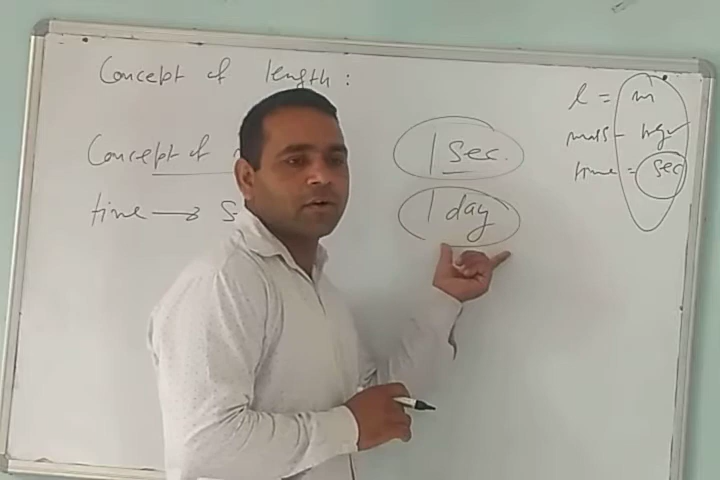 Concept of length :
Concept of
time → S
1 Sec.
1 day
l = m
mass - kg
time = sec